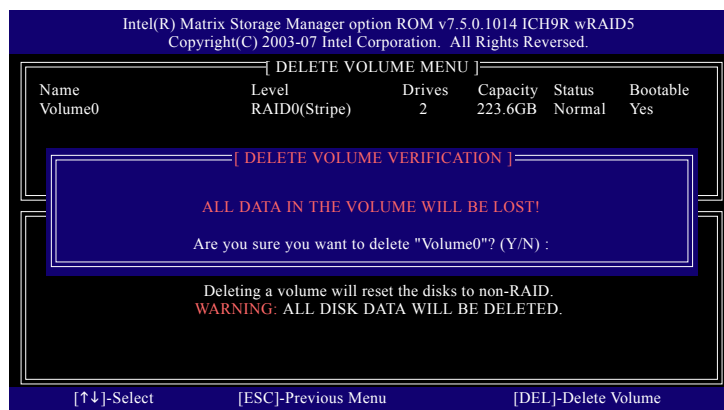 Intel(R) Matrix Storage Manager option ROM v7.5.0.1014 ICH9R wRAID5
Copyright(C) 2003-07 Intel Corporation. All Rights Reversed.
[ DELETE VOLUME MENU ]
Name Level Drives Capacity Status Bootable
Volume0 RAID0(Stripe) 2 223.6GB Normal Yes
[ DELETE VOLUME VERIFICATION ]
ALL DATA IN THE VOLUME WILL BE LOST!
Are you sure you want to delete "Volume0"? (Y/N) :
Deleting a volume will reset the disks to non-RAID.
WARNING: ALL DISK DATA WILL BE DELETED.
[↑↓]-Select [ESC]-Previous Menu [DEL]-Delete Volume